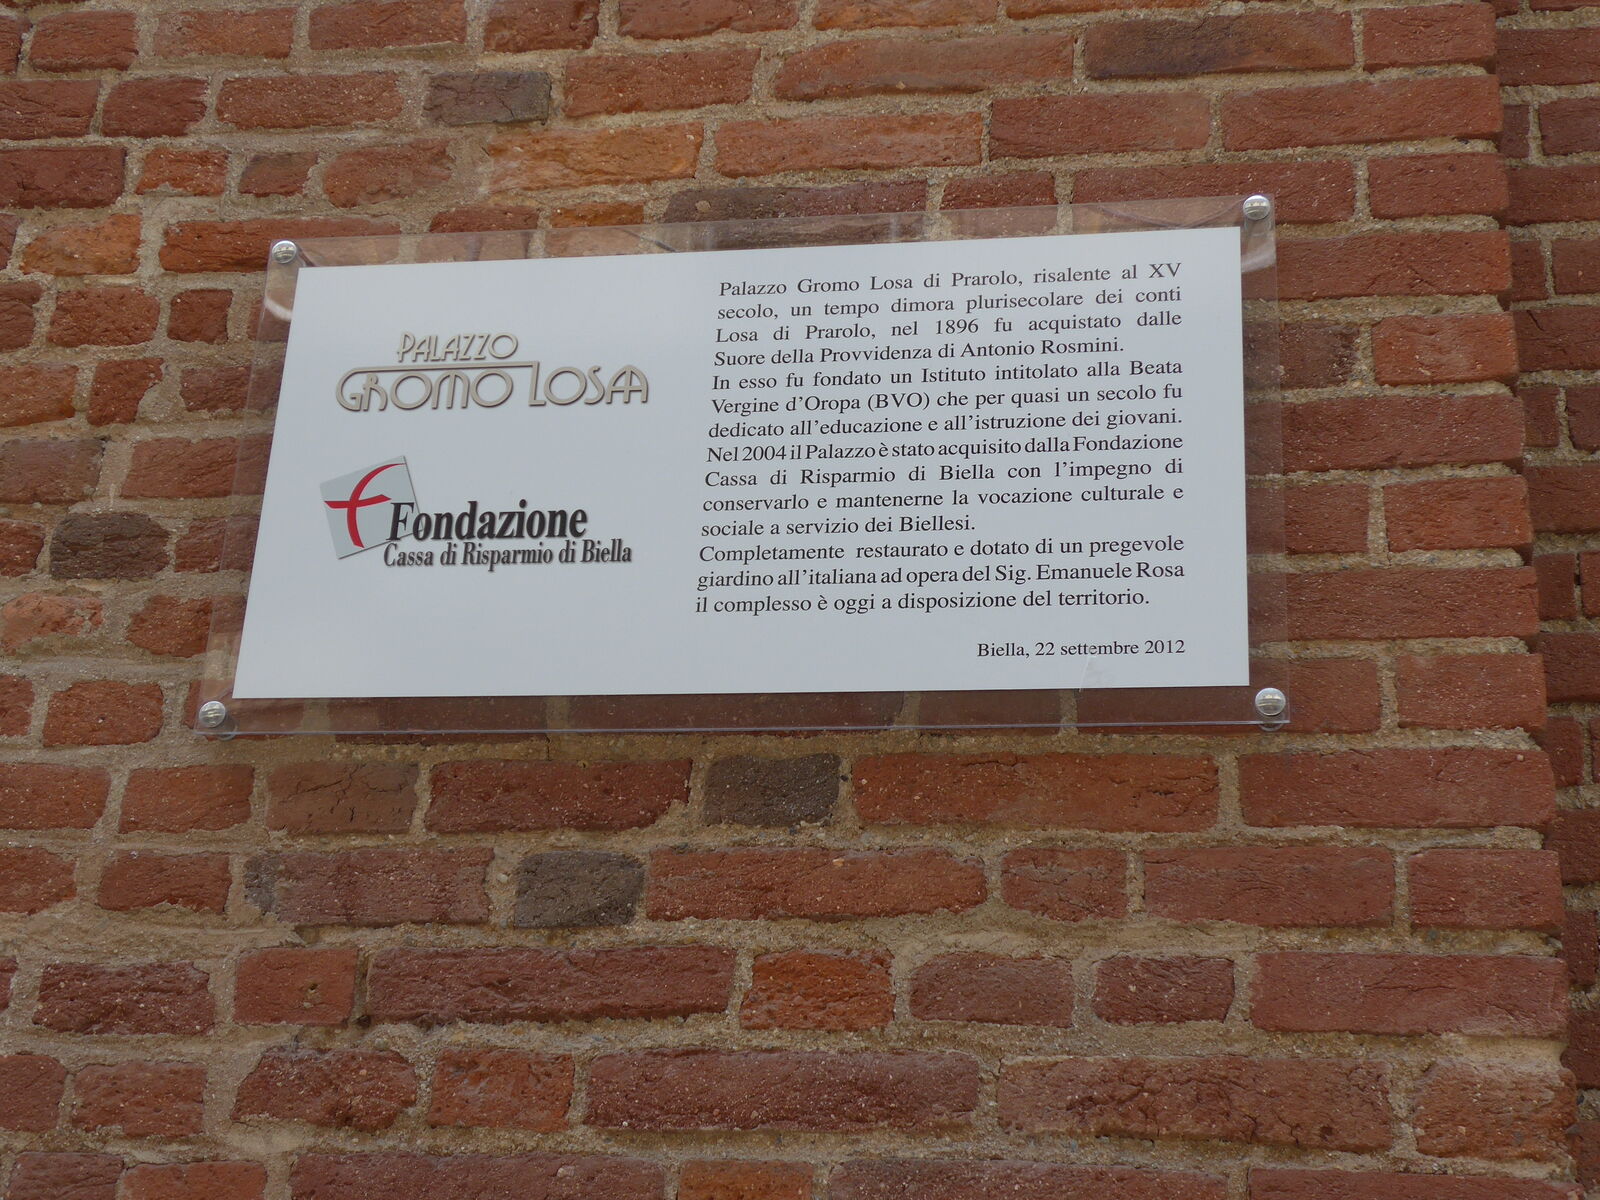 PALAZZO
GROMO LOSA
Fondazione
Cassa di Risparmio di Biella
Palazzo Gromo Losa di Prarolo, risalente al XV
secolo, un tempo dimora plurisecolare dei conti
Losa di Prarolo, nel 1896 fu acquistato dalle
Suore della Provvidenza di Antonio Rosmini.
In esso fu fondato un Istituto intitolato alla Beata
Vergine d'Oropa (BVO) che per quasi un secolo fu
dedicato all'educazione e all'istruzione dei giovani.
Nel 2004 il Palazzo è stato acquisito dalla Fondazione
Cassa di Risparmio di Biella con l'impegno di
conservarlo e mantenerne la vocazione culturale e
sociale a servizio dei Biellesi.
Completamente restaurato e dotato di un pregevole
giardino all'italiana ad opera del Sig. Emanuele Rosa
il complesso è oggi a disposizione del territorio.
Biella, 22 settembre 2012